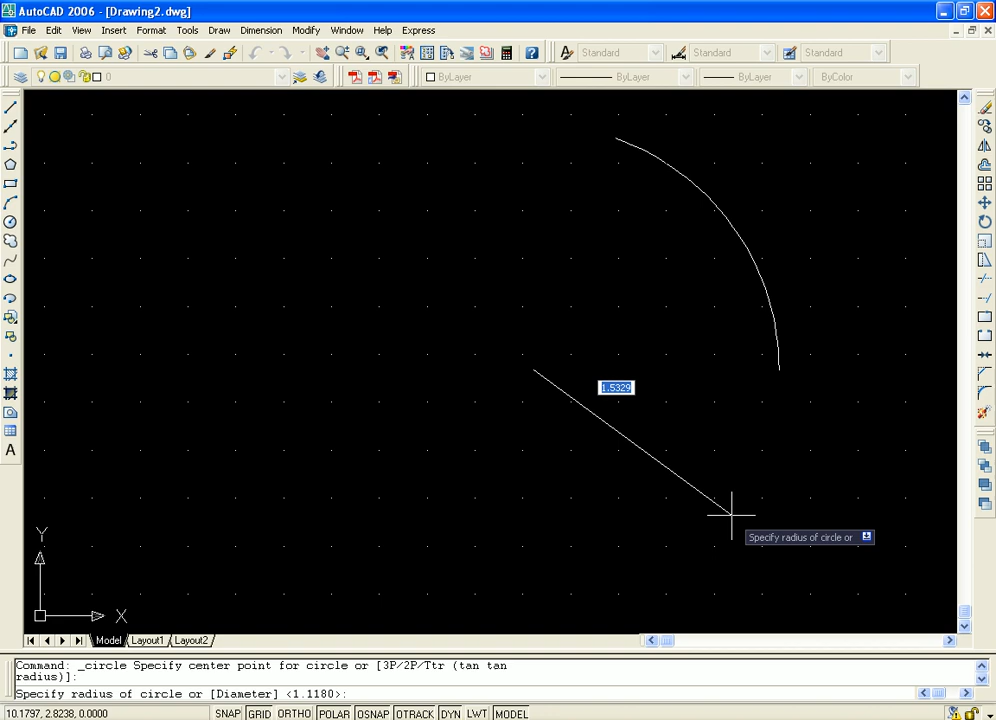 AutoCAD 2006 - [Drawing2.dwg]
File Edit View Insert Format Tools Draw Dimension Modify Window Help Express
Standard Standard Standard
0 ByLayer ByLayer ByLayer ByColor
1.5329
Specify radius of circle or
Y
X
A
Model Layout1 Layout2
Command: _circle Specify center point for circle or [3P/2P/Ttr (tan tan
radius)]:
Specify radius of circle or [Diameter] <1.1180>:
10.1797, 2.8238, 0.0000 SNAP GRID ORTHO POLAR OSNAP OTRACK DYN LWT MODEL